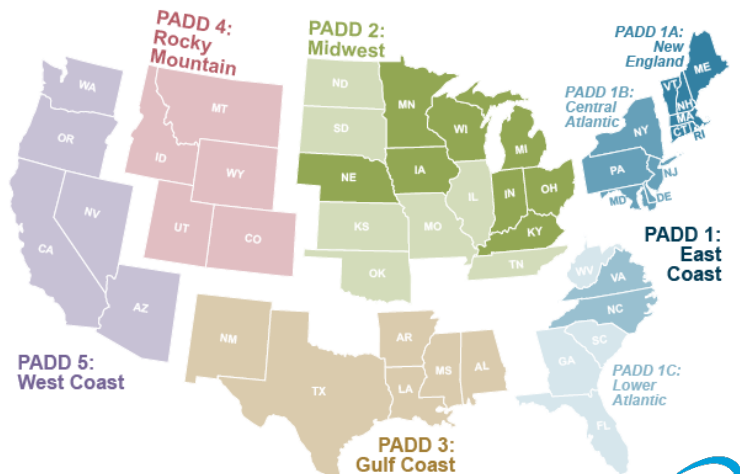 PADD 4:
Rocky
Mountain
PADD 2:
Midwest
PADD 1A:
New
England
PADD 1B:
Central
Atlantic
WA
OR
CA
NV
AZ
MT
ID
WY
UT
CO
ND
SD
NE
KS
OK
MN
IA
MO
WI
IL
MI
IN
OH
KY
TN
ME
VT
NH
MA
CT
RI
NY
PA
NJ
MD
DE
PADD 1:
East
Coast
WV
VA
NC
SC
GA
FL
PADD 1C:
Lower
Atlantic
NM
TX
AR
LA
MS
AL
PADD 5:
West Coast
PADD 3:
Gulf Coast